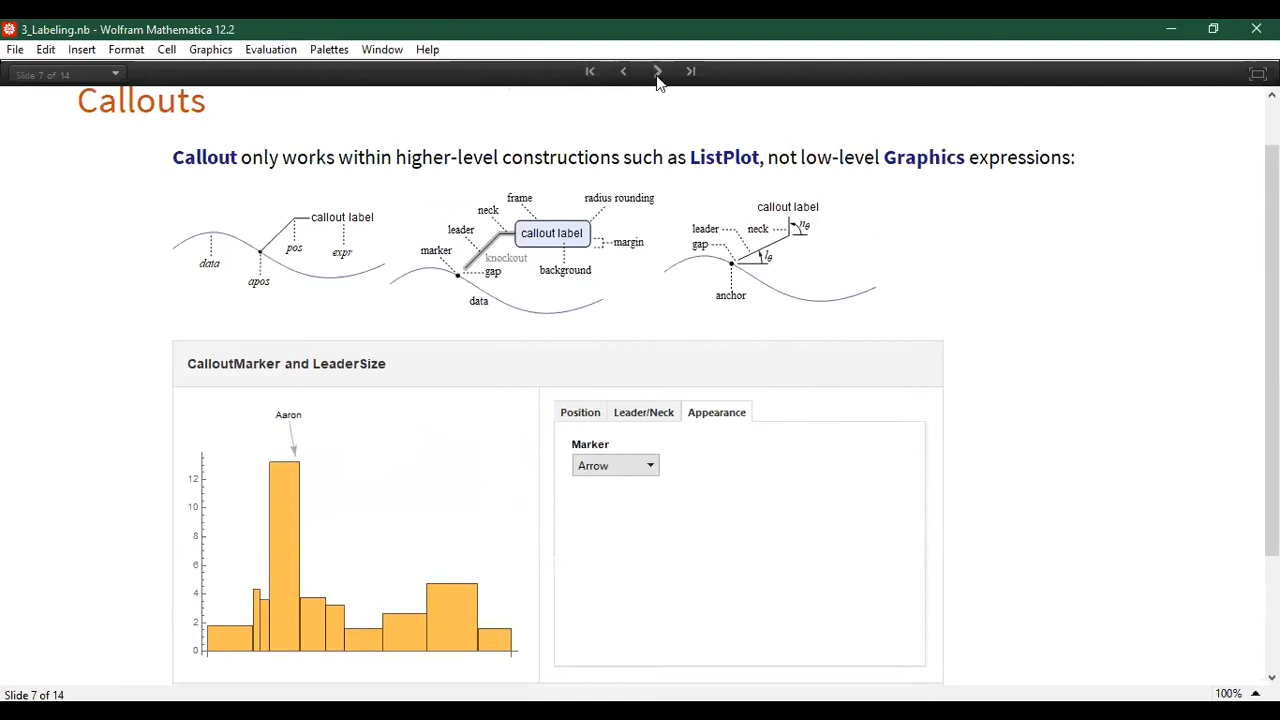 3_Labeling.nb - Wolfram Mathematica 12.2
File Edit Insert Format Cell Graphics Evaluation Palettes Window Help
Slide 7 of 14
Callouts
Callout only works within higher-level constructions such as ListPlot, not low-level Graphics expressions:
callout label
data
pos
expr
apos
frame
radius rounding
neck
leader
callout label
marker
margin
knockout
gap
background
data
callout label
leader
neck
nθ
gap
lθ
anchor
CalloutMarker and LeaderSize
Aaron
12
10
8
6
4
2
0
Position Leader/Neck Appearance
Marker
Arrow
Slide 7 of 14
100%